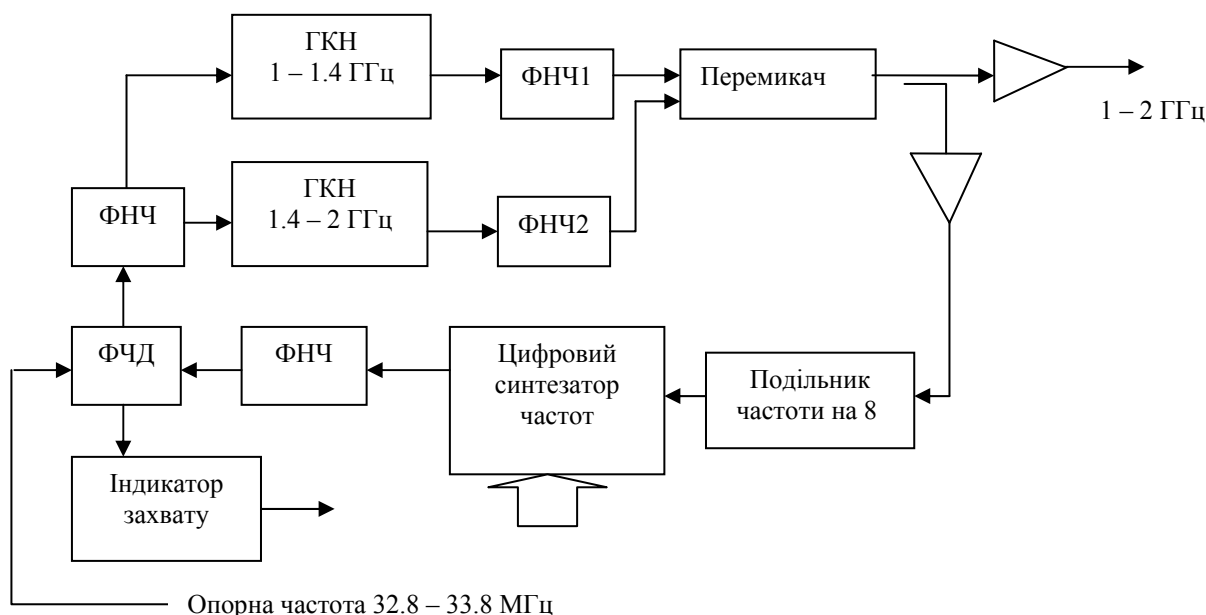 ГКН
1 – 1.4 ГГц
ФНЧ1
Перемикач
1 – 2 ГГц
ФНЧ
ГКН
1.4 – 2 ГГц
ФНЧ2
ФЧД
ФНЧ
Цифровий
синтезатор
частот
Подільник
частоти на 8
Індикатор
захвату
Опорна частота 32.8 – 33.8 МГц